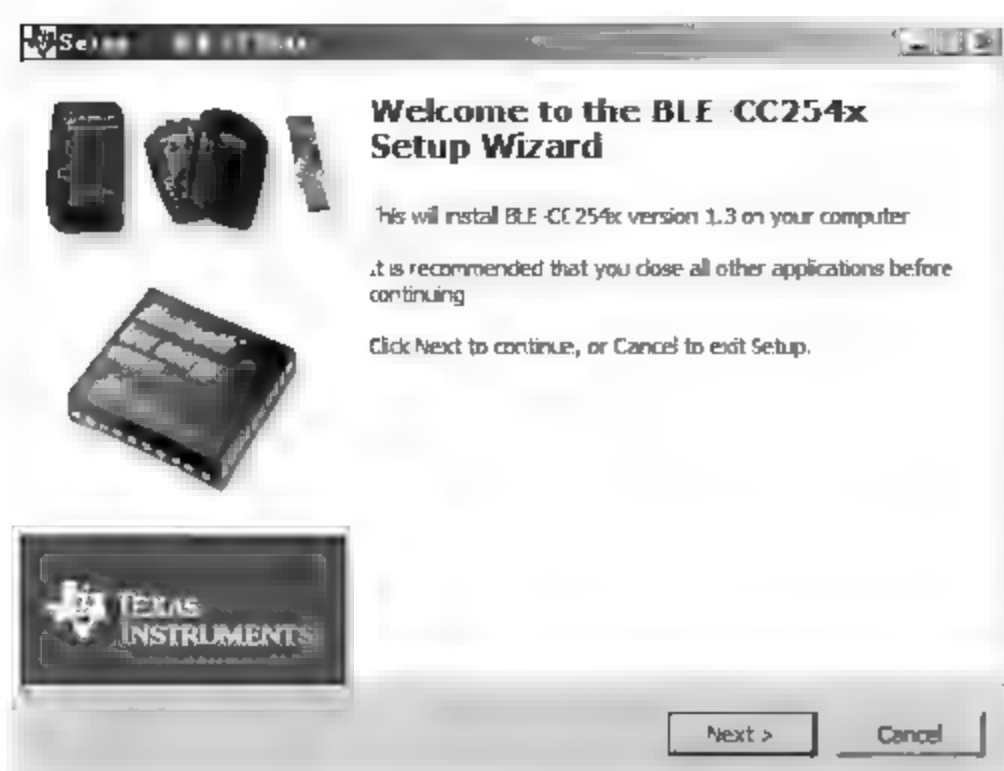 Welcome to the BLE-CC254x
Setup Wizard
This will install BLE-CC254x version 1.3 on your computer
It is recommended that you close all other applications before
continuing
Click Next to continue, or Cancel to exit Setup.
TEXAS
INSTRUMENTS
Next >
Cancel